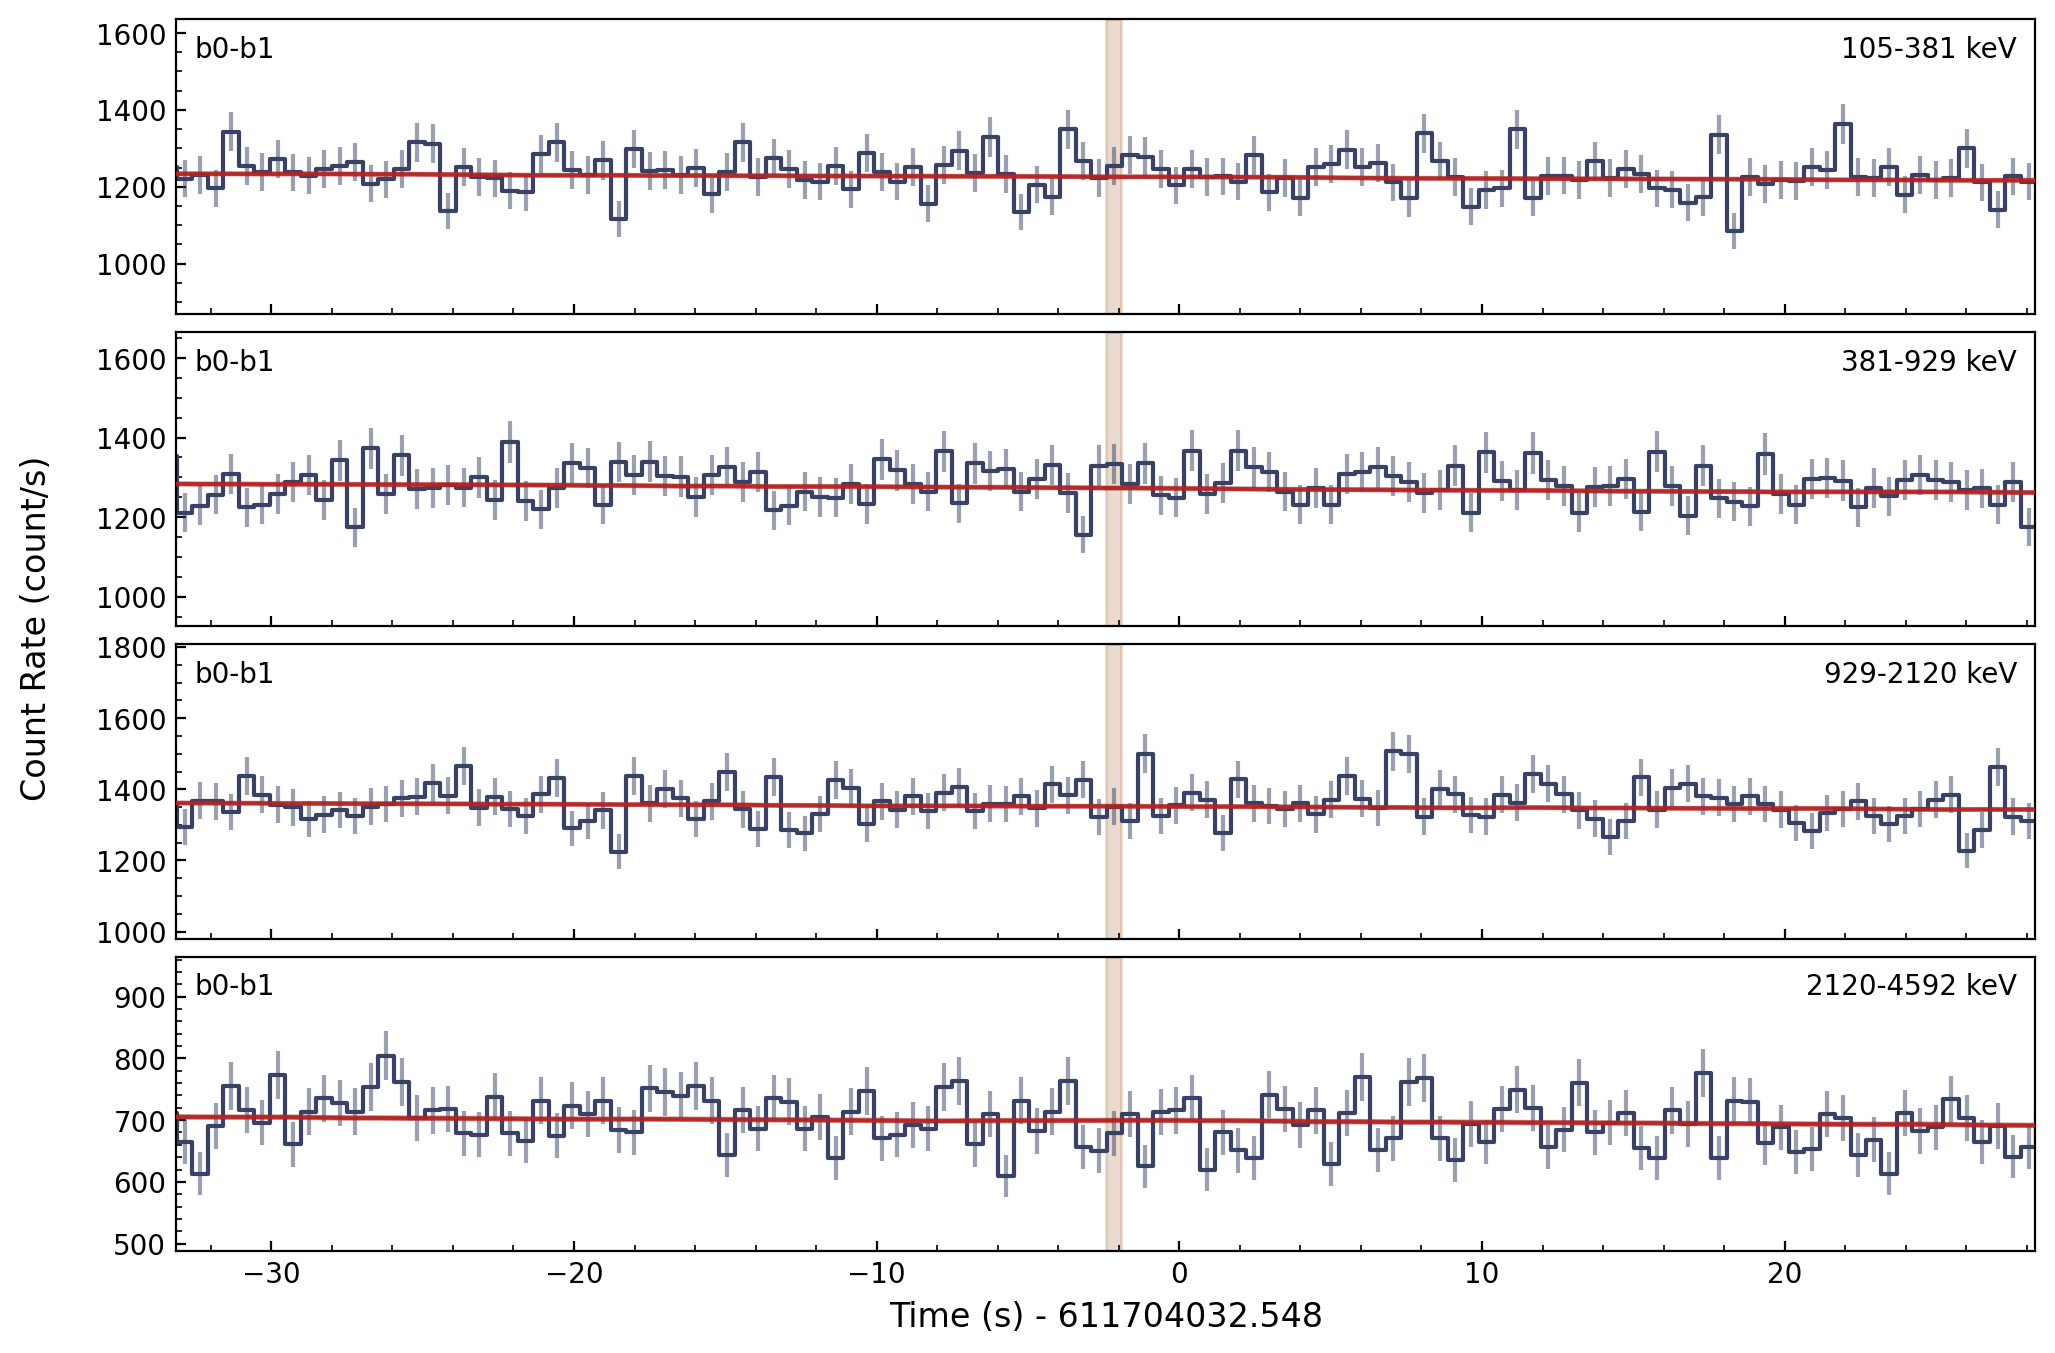 1600
1400
1200
1000
b0-b1
105-381 keV
1600
1400
1200
1000
b0-b1
381-929 keV
1800
1600
1400
1200
1000
b0-b1
929-2120 keV
900
800
700
600
500
b0-b1
2120-4592 keV
−30 −20 −10 0 10 20
Time (s) - 611704032.548
Count Rate (count/s)